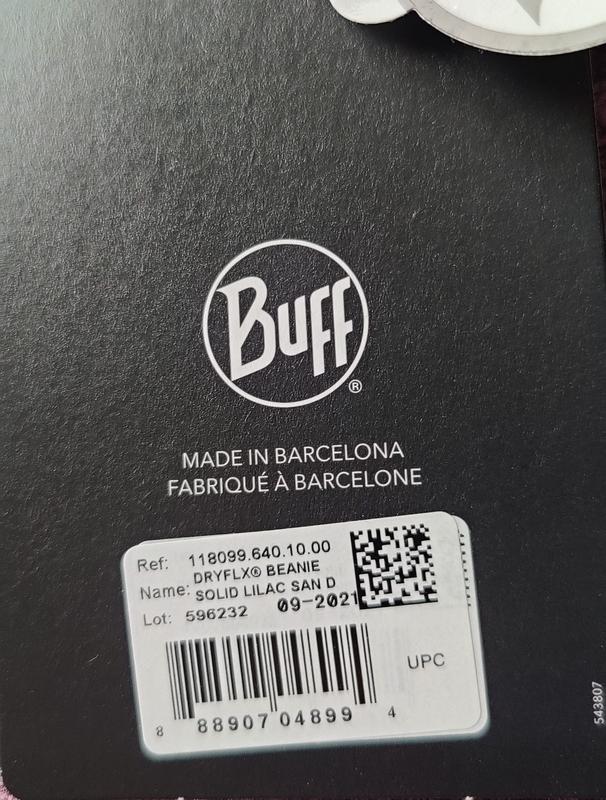 BUFF
®
MADE IN BARCELONA
FABRIQUÉ À BARCELONE
Ref: 118099.640.10.00
Name: DRYFLX® BEANIE
SOLID LILAC SAN D
Lot: 596232 09-2021
UPC
8 88907 04899 4
543807